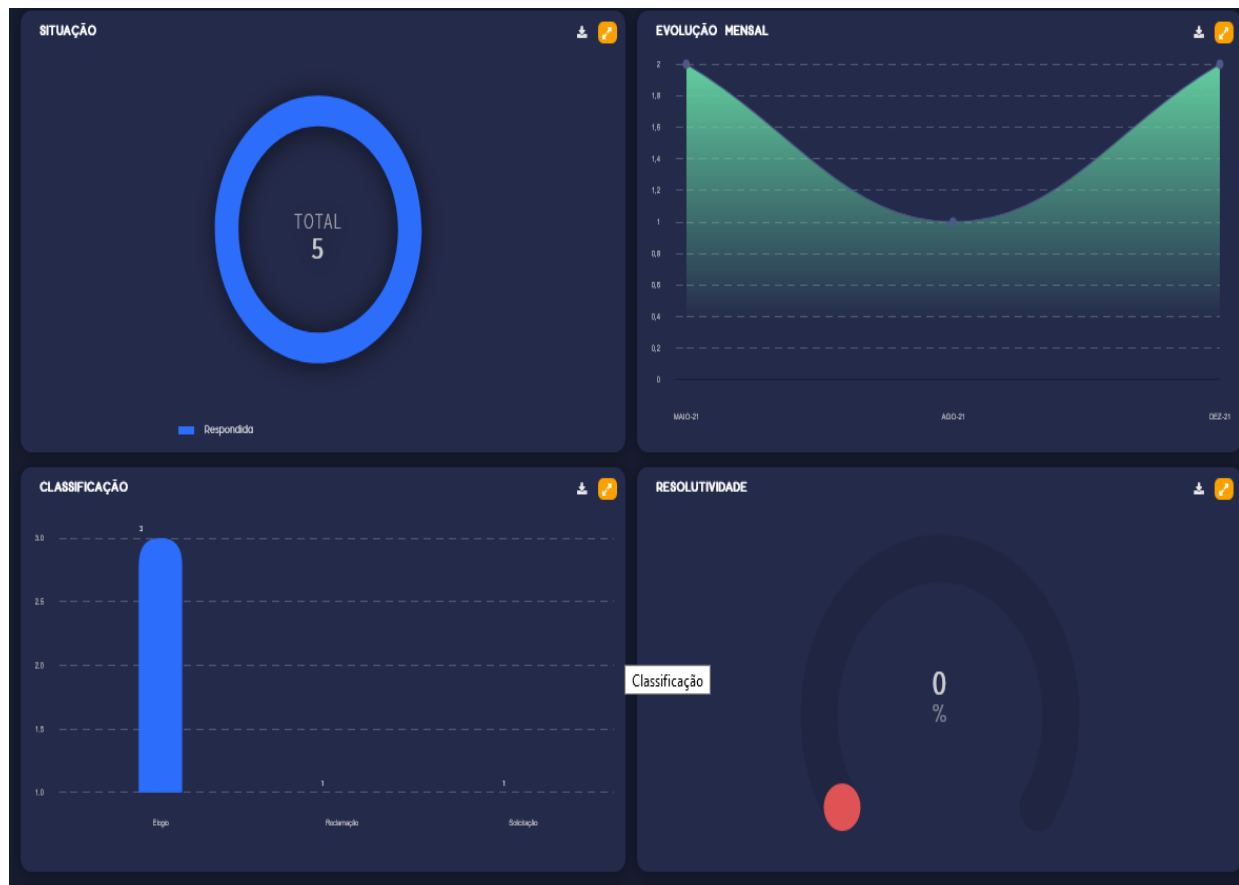 SITUAÇÃO
TOTAL
5
Respondida
EVOLUÇÃO MENSAL
2
1,8
1,6
1,4
1,2
1
0,8
0,6
0,4
0,2
0
MAIO-21 AGO-21 DEZ-21
CLASSIFICAÇÃO
3
3.0
2.5
2.0
1.5
1.0
1 1
Elogio Reclamação Solicitação
Classificação
RESOLUTIVIDADE
0
%